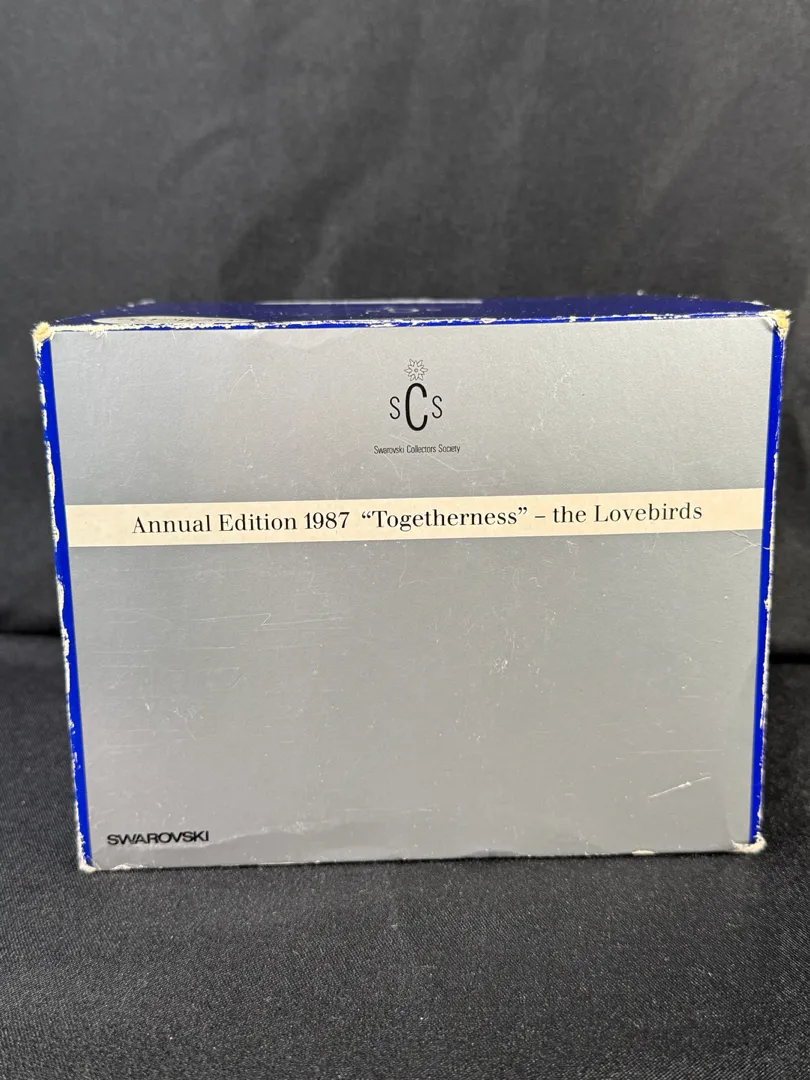 SCS
Swarovski Collectors Society
Annual Edition 1987 “Togetherness” – the Lovebirds
SWAROVSKI